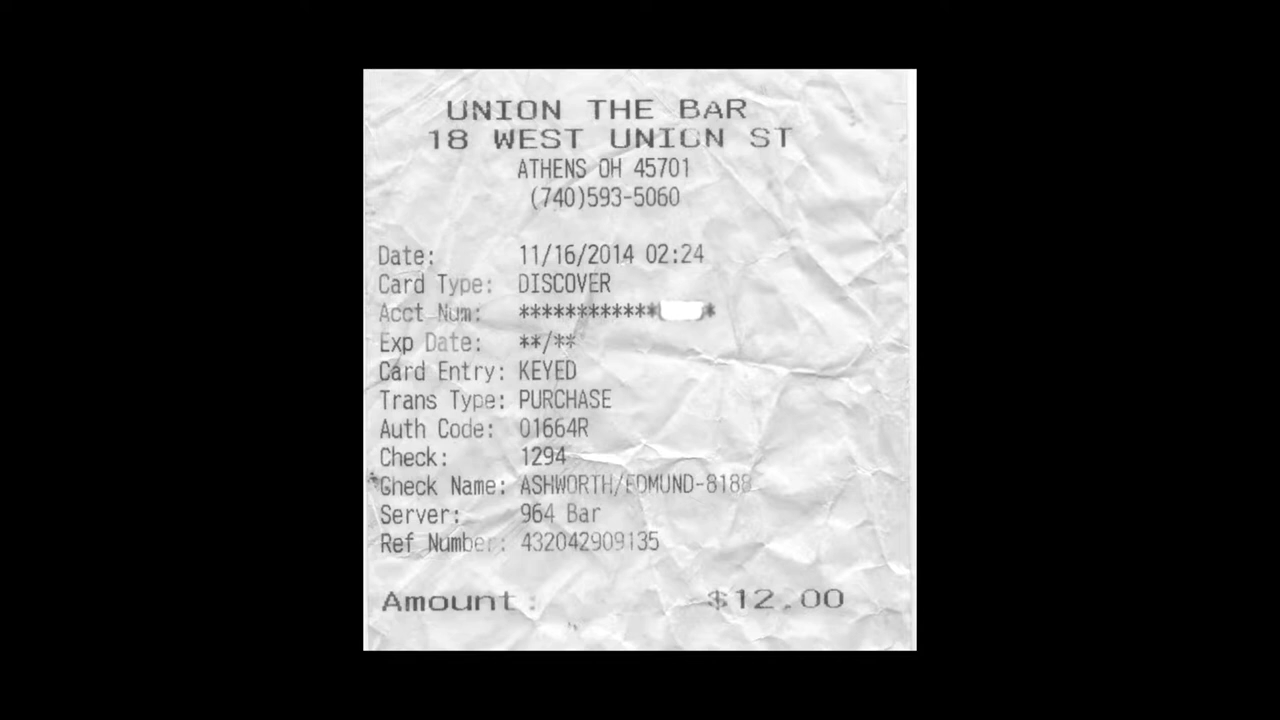 UNION THE BAR
18 WEST UNION ST
ATHENS OH 45701
(740)593-5060
Date: 11/16/2014 02:24
Card Type: DISCOVER
Acct Num: ************ *
Exp Date: **/**
Card Entry: KEYED
Trans Type: PURCHASE
Auth Code: 01664R
Check: 1294
Check Name: ASHWORTH/EDMUND-8188
Server: 964 Bar
Ref Number: 432042909135
Amount: $12.00